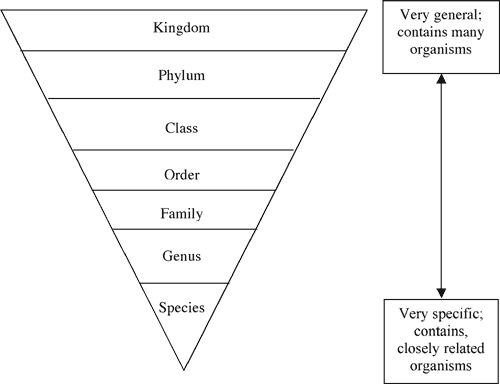 Kingdom
Phylum
Class
Order
Family
Genus
Species
Very general;
contains many
organisms
Very specific;
contains,
closely related
organisms